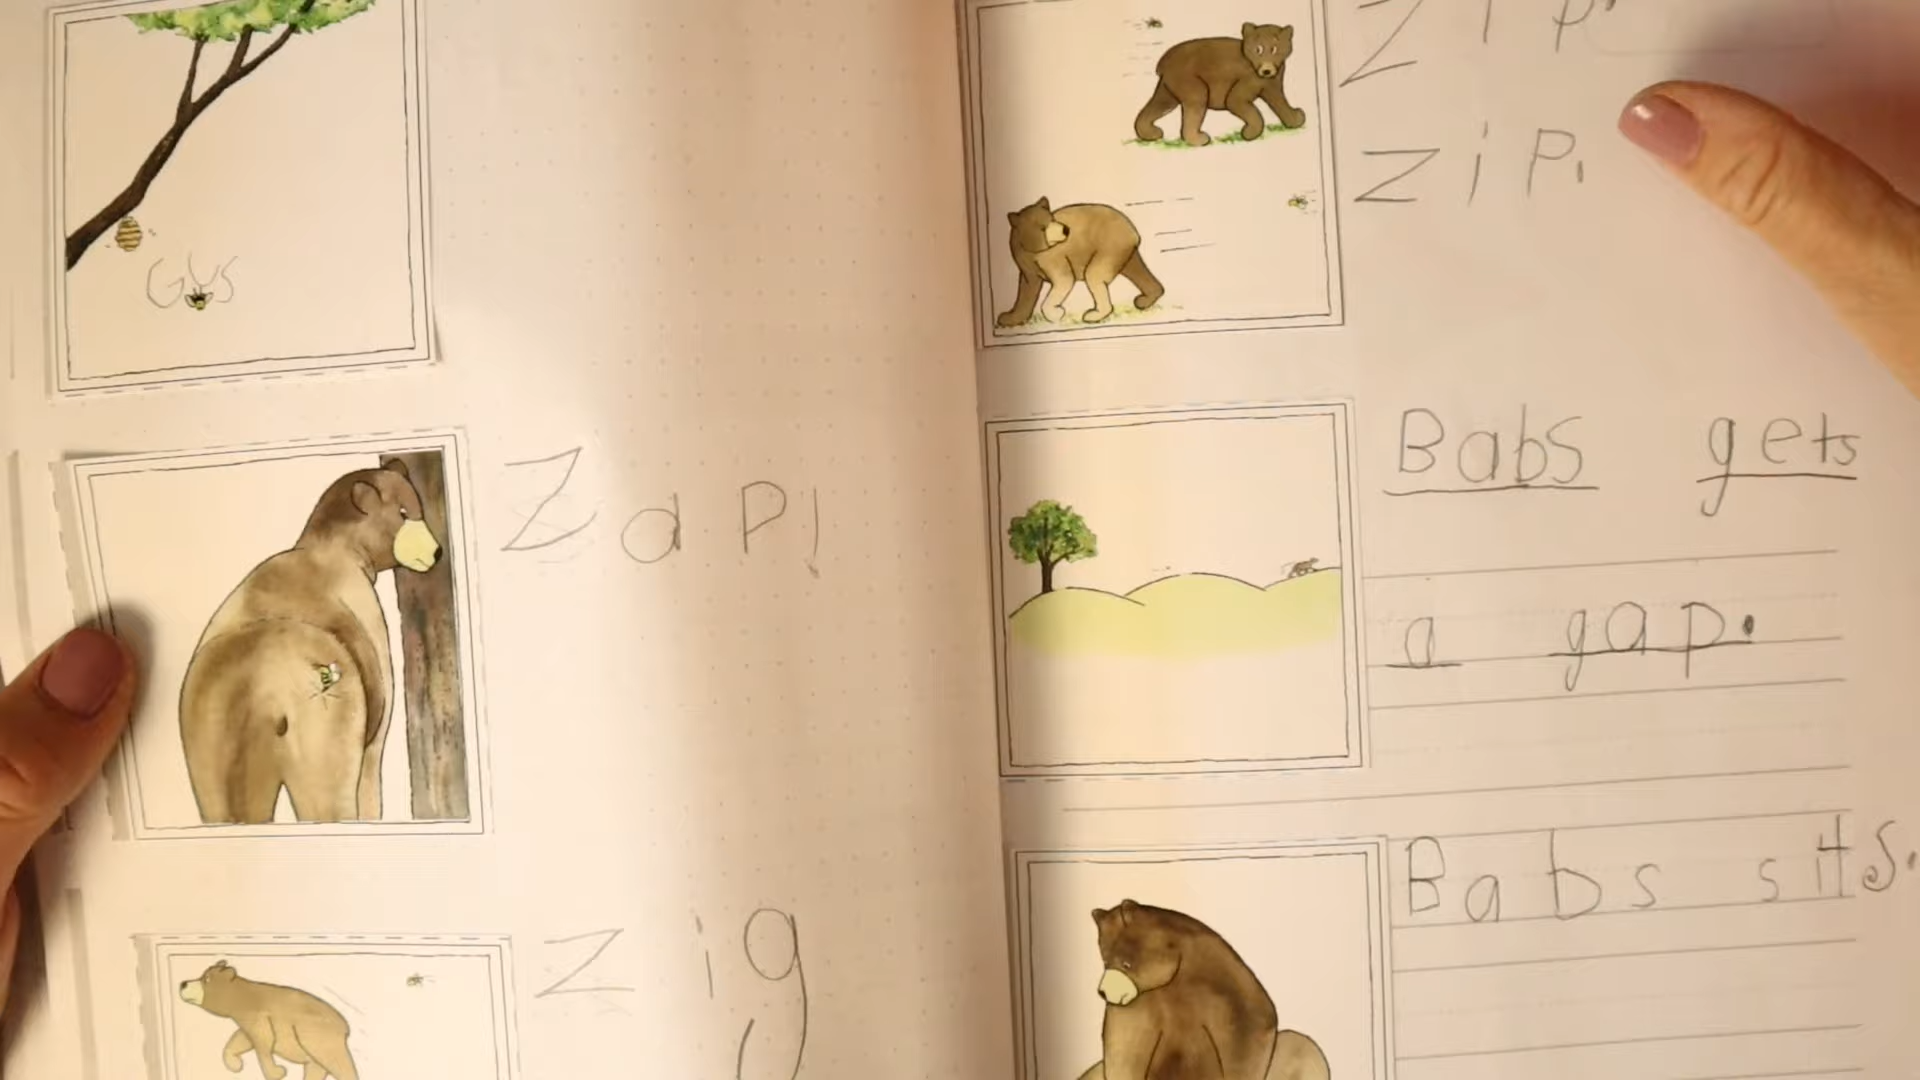 Gus
Zap!
Zig
Zip.
Zip.
Babs gets
a gap.
Babs sits.